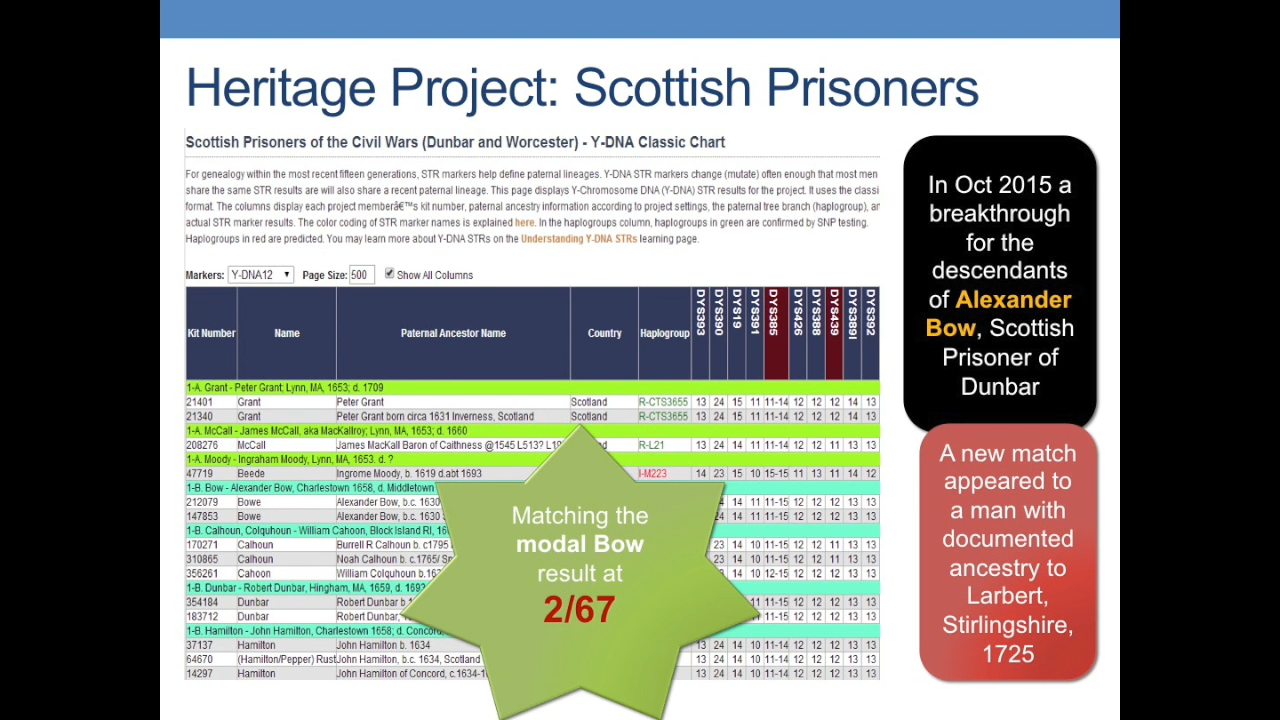 Heritage Project: Scottish Prisoners
Scottish Prisoners of the Civil Wars (Dunbar and Worcester) - Y-DNA Classic Chart
For genealogy within the most recent fifteen generations, STR markers help define paternal lineages. Y-DNA STR markers change (mutate) often enough that most men
share the same STR results are will also share a recent paternal lineage. This page displays Y-Chromosome DNA (Y-DNA) STR results for the project. It uses the classi
format. The columns display each project memberâ€™s kit number, paternal ancestry information according to project settings, the paternal tree branch (haplogroup), an
actual STR marker results. The color coding of STR marker names is explained here. In the haplogroups column, haplogroups in green are confirmed by SNP testing.
Haplogroups in red are predicted. You may learn more about Y-DNA STRs on the Understanding Y-DNA STRs learning page.
Markers: Y-DNA12 Page Size: 500 Show All Columns
Kit Number Name Paternal Ancestor Name Country Haplogroup DYS393 DYS390 DYS19 DYS391 DYS385 DYS426 DYS388 DYS439 DYS389I DYS392
1-A. Grant - Peter Grant; Lynn, MA, 1653; d. 1709
21401 Grant Peter Grant Scotland R-CTS3655 13 24 15 11 11-14 12 12 12 14 13
21340 Grant Peter Grant born circa 1631 Inverness, Scotland Scotland R-CTS3655 13 24 15 11 11-14 12 12 12 14 13
1-A. McCall - James McCall, aka MacKallroy; Lynn, MA, 1653; d. 1660
208276 McCall James MacKall Baron of Caithness @1545 L513? R-L21 13 24 14 11 11-14 12 12 11 13 13
1-A. Moody - Ingraham Moody, Lynn, MA, 1653. d. ?
47719 Beede Ingrome Moody, b. 1619 d.abt 1693 I-M223 14 23 15 10 15-15 11 13 11 14 12
1-B. Bow - Alexander Bow, Charlestown 1658, d. Middletown
212079 Bowe Alexander Bow, b.c. 1630 14 11 11-15 12 12 12 13 13
147853 Bowe Alexander Bow, b.c. 1630 14 11 11-15 12 12 12 13 13
1-B. Calhoun, Colquhoun - William Cahoon, Block Island RI,
170271 Calhoun Burrell R Calhoun b. c1795 23 14 10 11-15 12 12 11 13 13
310865 Calhoun Noah Calhoun b. c.1765/ 23 14 10 11-15 12 12 11 13 13
356261 Cahoon William Colquhoun 14 10 12-15 12 12 12 13 13
1-B. Dunbar - Robert Dunbar, Hingham, MA, 1659, d.
354184 Dunbar Robert Dunbar 11 11-15 12 12 12 13 13
183712 Dunbar Robert Dunbar, 11-15 12 12 12 13 13
1-B. Hamilton - John Hamilton, Charlestown 1658; d. Concord,
37137 Hamilton John Hamilton b. 1634 13 24 14 10 11-14 12 12 12 13 13
64670 (Hamilton/Pepper) Rust John Hamilton, b.c. 1634, Scotland 13 24 14 10 11-14 12 12 12 13 13
14297 Hamilton John Hamilton of Concord, c.1634- 13 24 14 10 11-14 12 12 12 13 13
Matching the
modal Bow
result at
2/67
In Oct 2015 a
breakthrough
for the
descendants
of Alexander
Bow, Scottish
Prisoner of
Dunbar
A new match
appeared to
a man with
documented
ancestry to
Larbert,
Stirlingshire,
1725